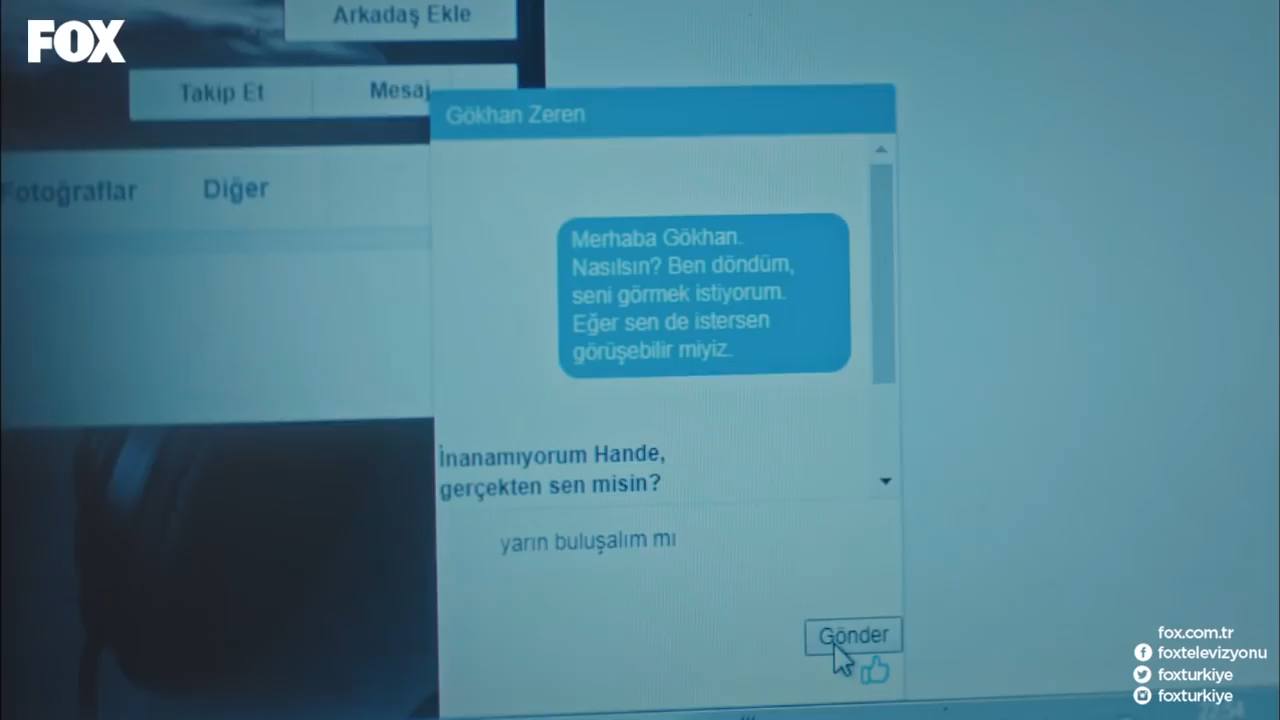 FOX
Arkadaş Ekle
Takip Et
Mesaj
Fotoğraflar
Diğer
Gökhan Zeren
Merhaba Gökhan.
Nasılsın? Ben döndüm,
seni görmek istiyorum.
Eğer sen de istersen
görüşebilir miyiz.
İnanamıyorum Hande,
gerçekten sen misin?
yarın buluşalım mı
Gönder
fox.com.tr
foxtelevizyonu
foxturkiye
foxturkiye